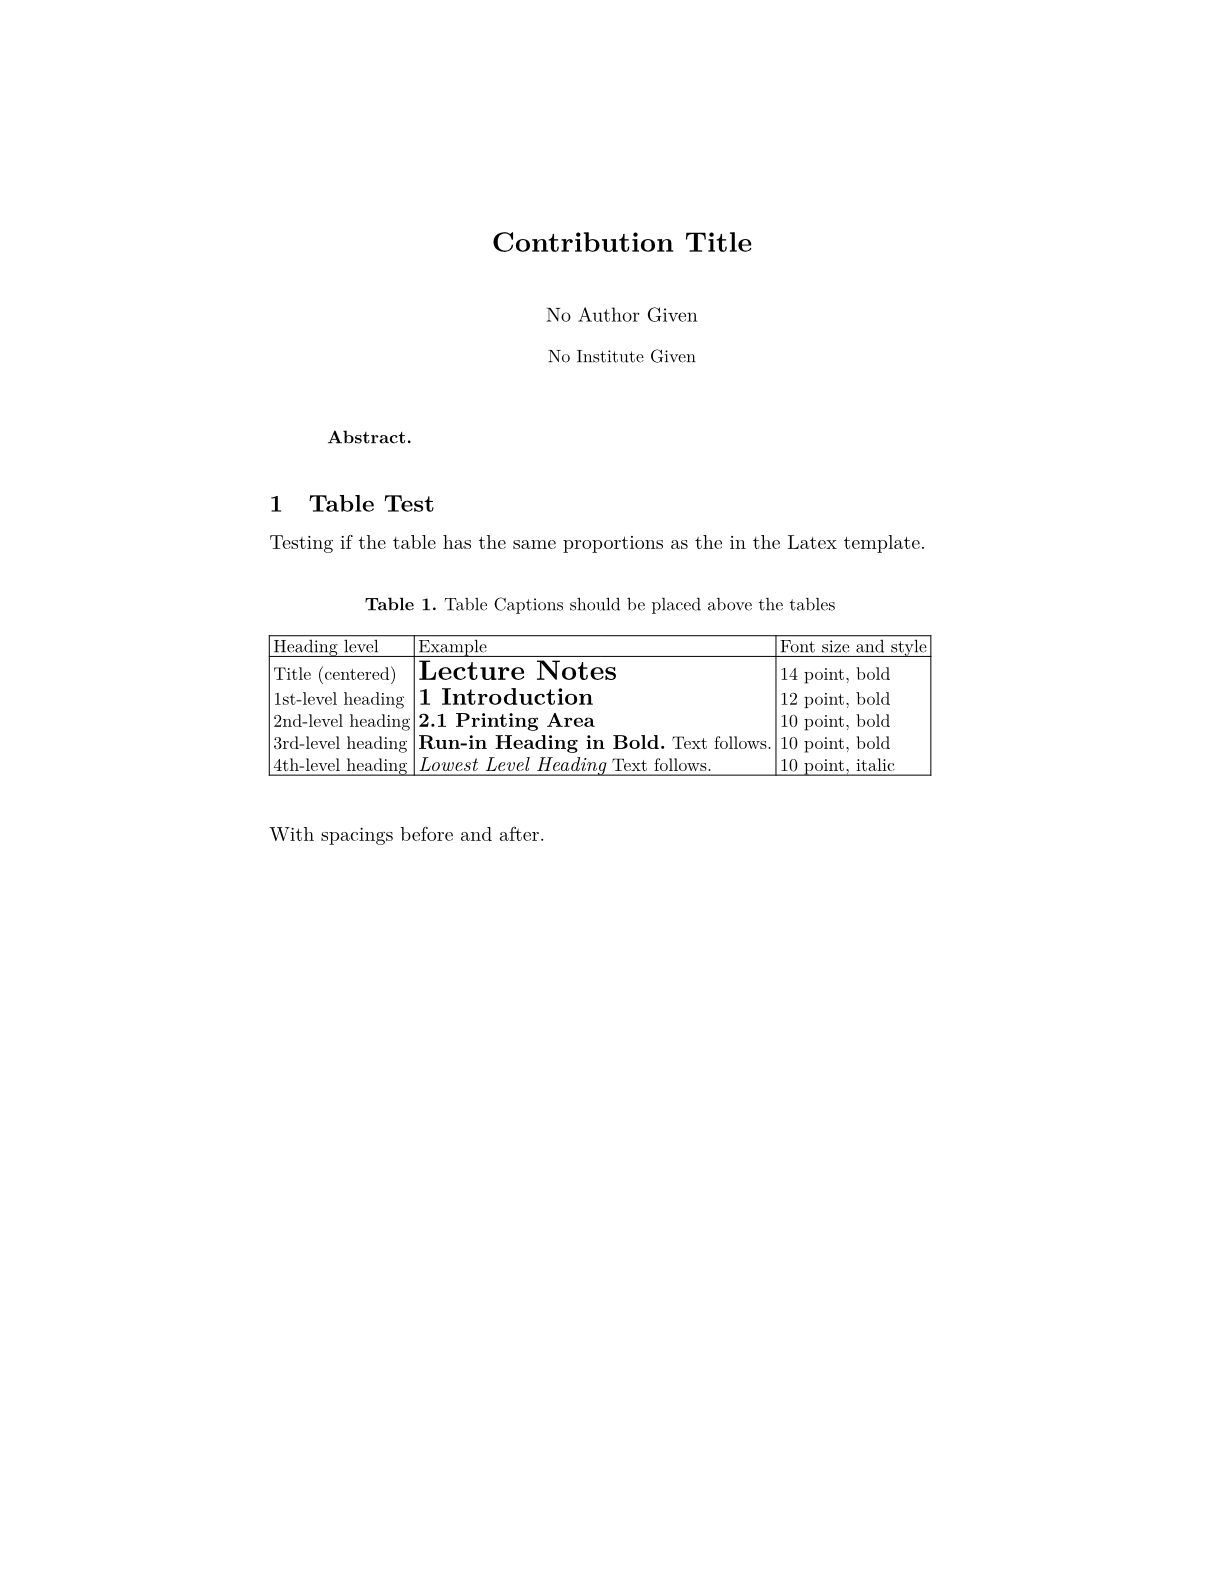 Contribution Title
No Author Given
No Institute Given
Abstract.
1 Table Test
Testing if the table has the same proportions as the in the Latex template.
Table 1. Table Captions should be placed above the tables
Heading level Example Font size and style
Title (centered) Lecture Notes 14 point, bold
1st-level heading 1 Introduction 12 point, bold
2nd-level heading 2.1 Printing Area 10 point, bold
3rd-level heading Run-in Heading in Bold. Text follows. 10 point, bold
4th-level heading Lowest Level Heading Text follows. 10 point, italic
With spacings before and after.